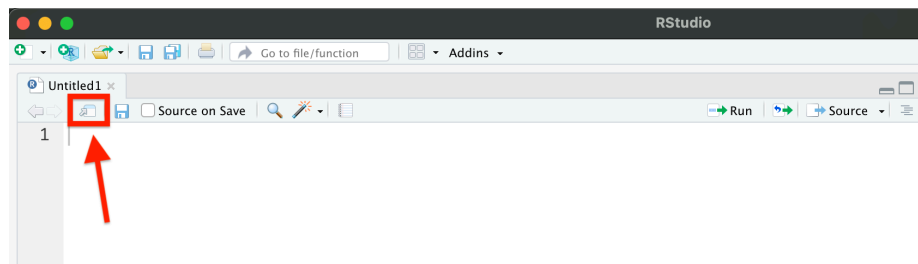 RStudio
Go to file/function Addins
Untitled1
Source on Save Run Source
1